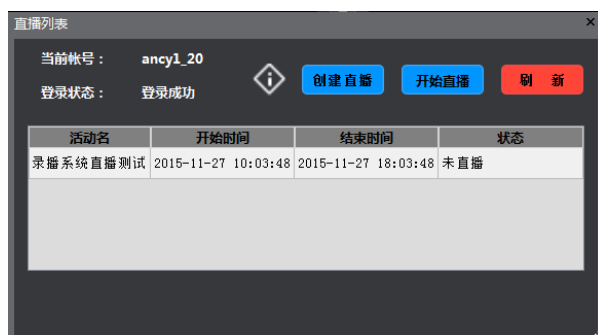 直播列表 ×
当前帐号： ancy1_20
登录状态： 登录成功
创建直播 开始直播 刷 新
活动名 开始时间 结束时间 状态
录播系统直播测试 2015-11-27 10:03:48 2015-11-27 18:03:48 未直播